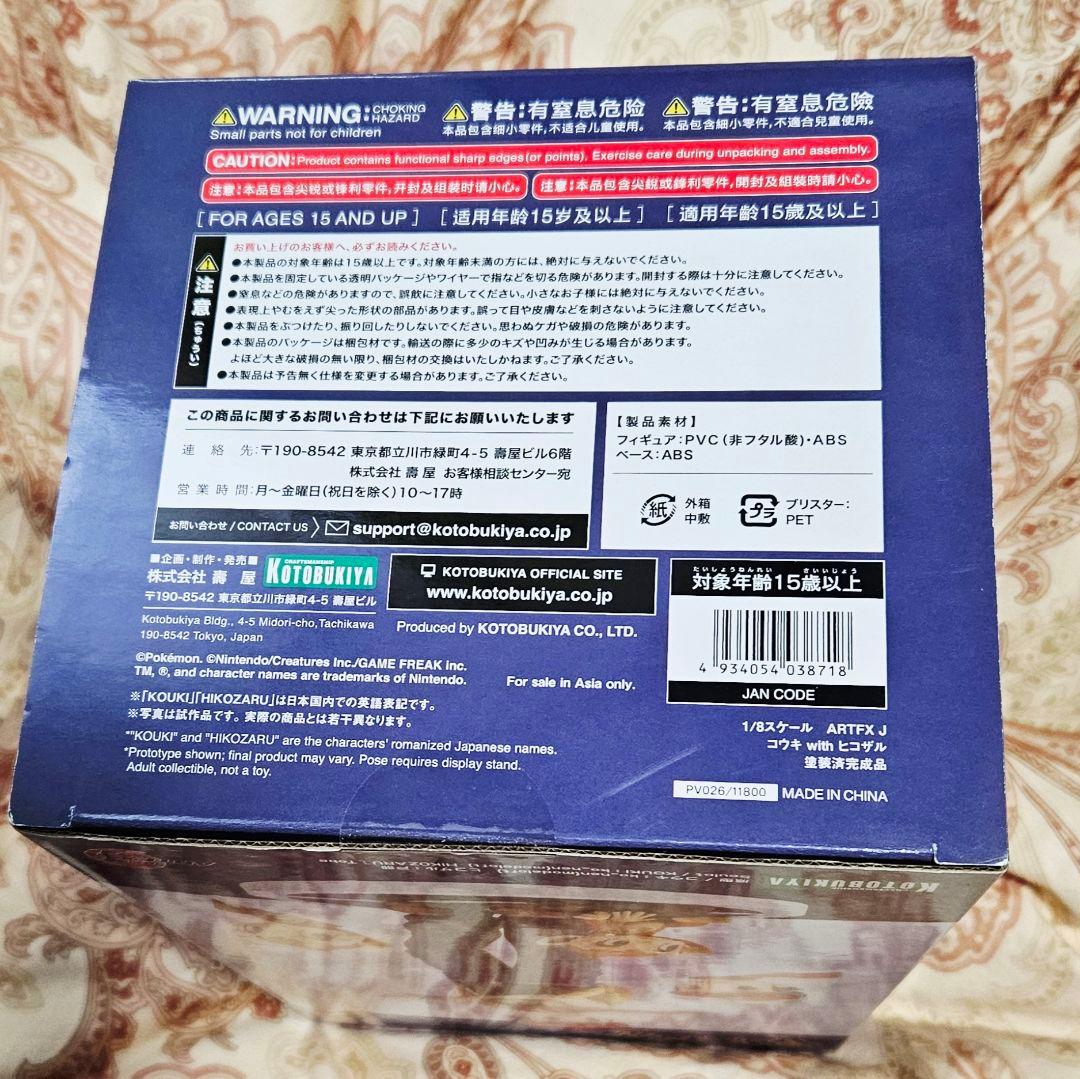 ⚠WARNING: CHOKING HAZARD
Small parts not for children
⚠警告:有窒息危险
本品包含细小零件,不适合儿童使用。
⚠警告:有窒息危險
本品包含細小零件,不適合兒童使用。
CAUTION: Product contains functional sharp edges (or points), Exercise care during unpacking and assembly.
注意:本品包含尖锐或锋利零件,开封及组装时请小心。
注意:本品包含尖銳或鋒利零件,開封及組裝時請小心。
[FOR AGES 15 AND UP] [适用年龄15岁及以上] [適用年齡15歲及以上]
⚠注意(ちゅうい)
お買い上げのお客様へ、必ずお読みください。
●本製品の対象年齢は15歳以上です。対象年齢未満の方には、絶対に与えないでください。
●本製品を固定している透明パッケージやワイヤーで指などを切る危険があります。開封する際は十分に注意してください。
●窒息などの危険がありますので、誤飲に注意してください。小さなお子様には絶対に与えないでください。
●表現上やむをえず尖った形状の部品があります。誤って目や皮膚などを刺さないように注意してください。
●本製品をぶつけたり、振り回したりしないでください。思わぬケガや破損の危険があります。
●本製品のパッケージは梱包材です。輸送の際に多少のキズや凹みが生じる場合があります。
よほど大きな破損の無い限り、梱包材の交換はいたしかねます。ご了承ください。
●本製品は予告無く仕様を変更する場合があります。ご了承ください。
この商品に関するお問い合わせは下記にお願いいたします
連絡先:〒190-8542 東京都立川市緑町4-5 壽屋ビル6階
株式会社 壽 屋 お客様相談センター宛
営業時間:月〜金曜日(祝日を除く)10〜17時
お問い合わせ/CONTACT US support@kotobukiya.co.jp
【製品素材】
フィギュア:PVC(非フタル酸)・ABS
ベース:ABS
紙 外箱
中敷
プラ ブリスター:
PET
■企画・制作・発売■
株式会社 壽 屋
CRAFTSMANSHIP
KOTOBUKIYA
〒190-8542 東京都立川市緑町4-5 壽屋ビル
Kotobukiya Bldg., 4-5 Midori-cho,Tachikawa
190-8542 Tokyo, Japan
KOTOBUKIYA OFFICIAL SITE
www.kotobukiya.co.jp
Produced by KOTOBUKIYA CO., LTD.
たいしょうねんれい さいいじょう
対象年齢15歳以上
4 934054 038718
JAN CODE
©Pokémon. ©Nintendo/Creatures Inc./GAME FREAK inc.
TM, ®, and character names are trademarks of Nintendo.
For sale in Asia only.
※「KOUKI」「HIKOZARU」は日本国内での英語表記です。
※写真は試作品です。実際の商品とは若干異なります。
*"KOUKI" and "HIKOZARU" are the characters' romanized Japanese names.
*Prototype shown; final product may vary. Pose requires display stand.
Adult collectible, not a toy.
1/8スケール ARTFX J
コウキ with ヒコザル
塗装済完成品
PV026/11800 MADE IN CHINA
KOTOBUKIYA